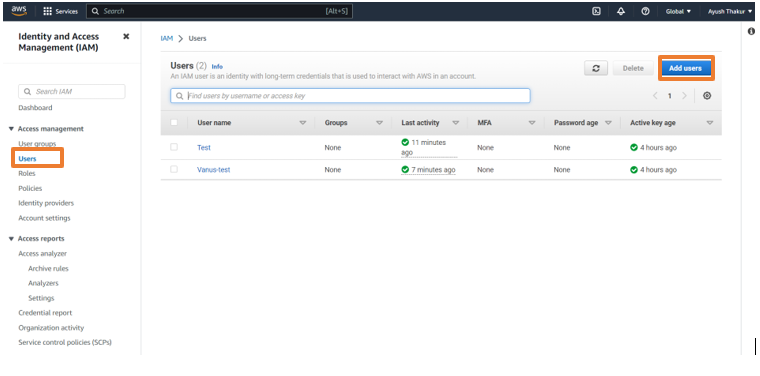 aws Services Search [Alt+S] Global Ayush Thakur
Identity and Access
Management (IAM)
Search IAM
Dashboard
Access management
User groups
Users
Roles
Policies
Identity providers
Account settings
Access reports
Access analyzer
Archive rules
Analyzers
Settings
Credential report
Organization activity
Service control policies (SCPs)
IAM > Users
Users (2) Info
An IAM user is an identity with long-term credentials that is used to interact with AWS in an account.
Delete Add users
Find users by username or access key
1
User name Groups Last activity MFA Password age Active key age
Test None 11 minutes ago None None 4 hours ago
Vanus-test None 7 minutes ago None None 4 hours ago